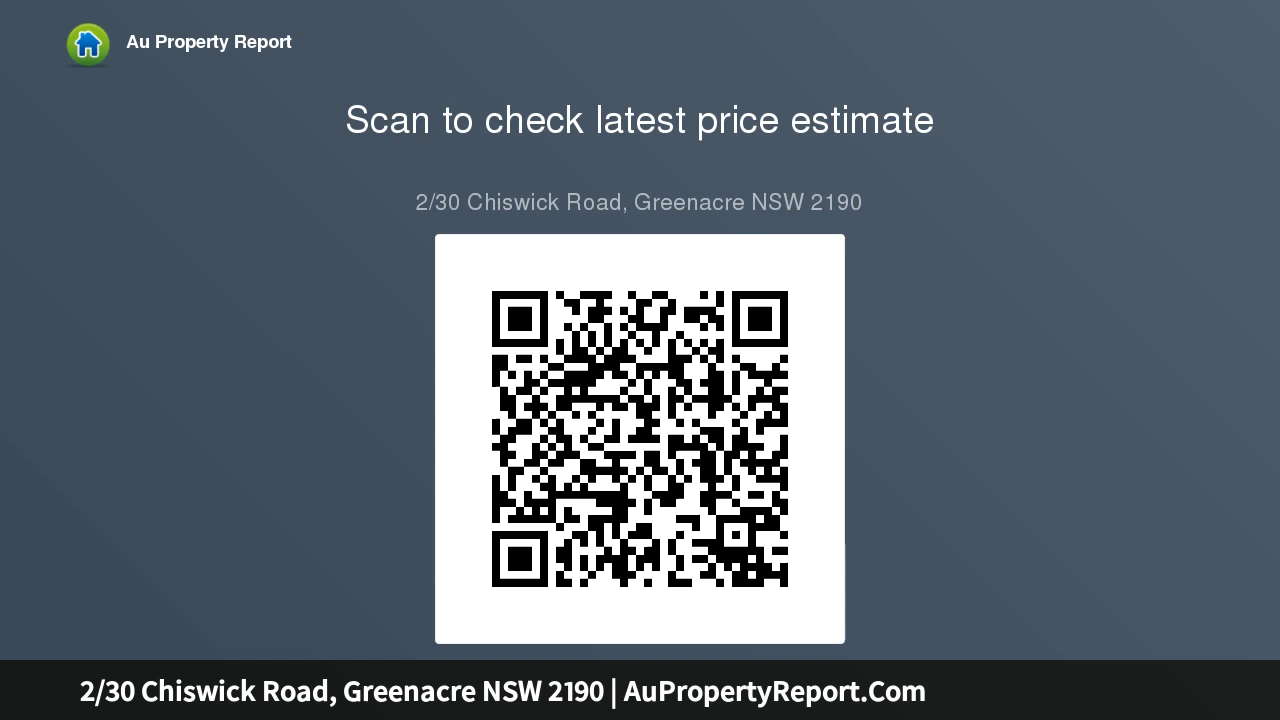 Au Property Report
Scan to check latest price estimate
2/30 Chiswick Road, Greenacre NSW 2190
2/30 Chiswick Road, Greenacre NSW 2190 | AuPropertyReport.Com